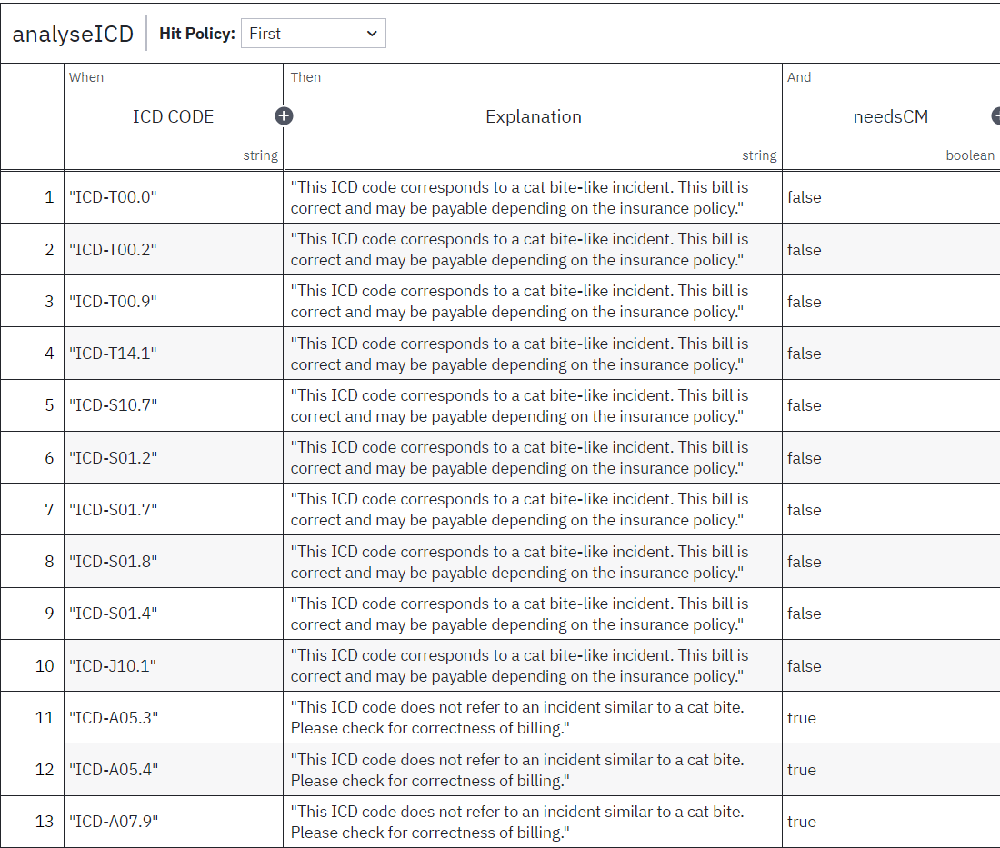 analyseICD Hit Policy: First
When Then And
ICD CODE Explanation needsCM
string string boolean
1 "ICD-T00.0" "This ICD code corresponds to a cat bite-like incident. This bill is
correct and may be payable depending on the insurance policy." false
2 "ICD-T00.2" "This ICD code corresponds to a cat bite-like incident. This bill is
correct and may be payable depending on the insurance policy." false
3 "ICD-T00.9" "This ICD code corresponds to a cat bite-like incident. This bill is
correct and may be payable depending on the insurance policy." false
4 "ICD-T14.1" "This ICD code corresponds to a cat bite-like incident. This bill is
correct and may be payable depending on the insurance policy." false
5 "ICD-S10.7" "This ICD code corresponds to a cat bite-like incident. This bill is
correct and may be payable depending on the insurance policy." false
6 "ICD-S01.2" "This ICD code corresponds to a cat bite-like incident. This bill is
correct and may be payable depending on the insurance policy." false
7 "ICD-S01.7" "This ICD code corresponds to a cat bite-like incident. This bill is
correct and may be payable depending on the insurance policy." false
8 "ICD-S01.8" "This ICD code corresponds to a cat bite-like incident. This bill is
correct and may be payable depending on the insurance policy." false
9 "ICD-S01.4" "This ICD code corresponds to a cat bite-like incident. This bill is
correct and may be payable depending on the insurance policy." false
10 "ICD-J10.1" "This ICD code corresponds to a cat bite-like incident. This bill is
correct and may be payable depending on the insurance policy." false
11 "ICD-A05.3" "This ICD code does not refer to an incident similar to a cat bite.
Please check for correctness of billing." true
12 "ICD-A05.4" "This ICD code does not refer to an incident similar to a cat bite.
Please check for correctness of billing." true
13 "ICD-A07.9" "This ICD code does not refer to an incident similar to a cat bite.
Please check for correctness of billing." true